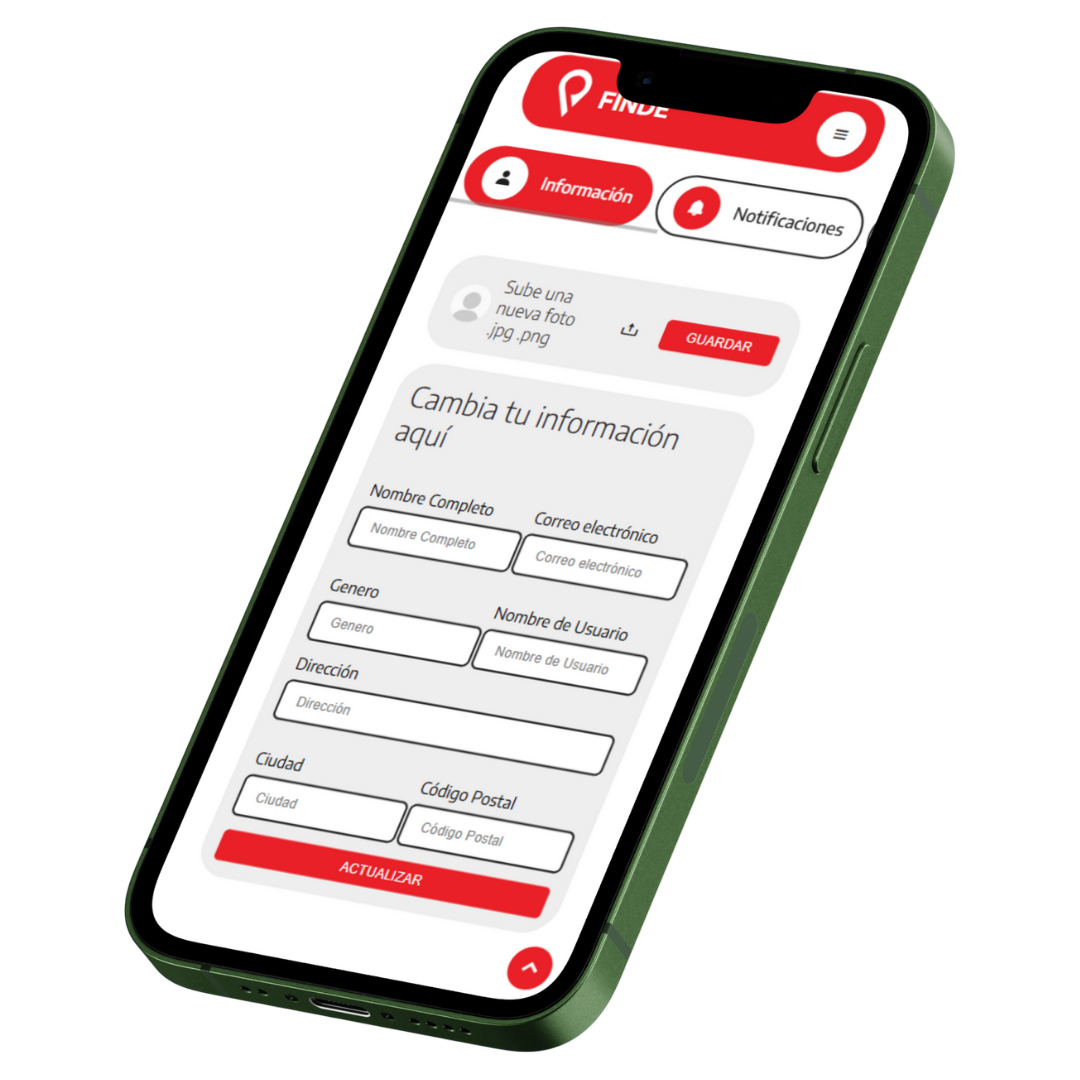 FINDE
Información
Notificaciones
Sube una
nueva foto
.jpg .png
GUARDAR
Cambia tu información
aquí
Nombre Completo
Correo electrónico
Nombre Completo
Correo electrónico
Genero
Nombre de Usuario
Genero
Nombre de Usuario
Dirección
Dirección
Ciudad
Código Postal
Ciudad
Código Postal
ACTUALIZAR